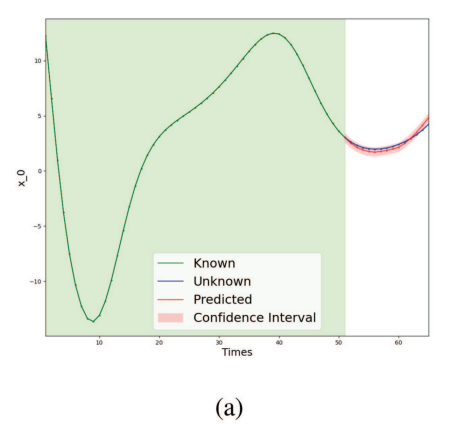 10
5
0
−5
−10
x_0
Known
Unknown
Predicted
Confidence Interval
10 20 30 40 50 60
Times
(a)